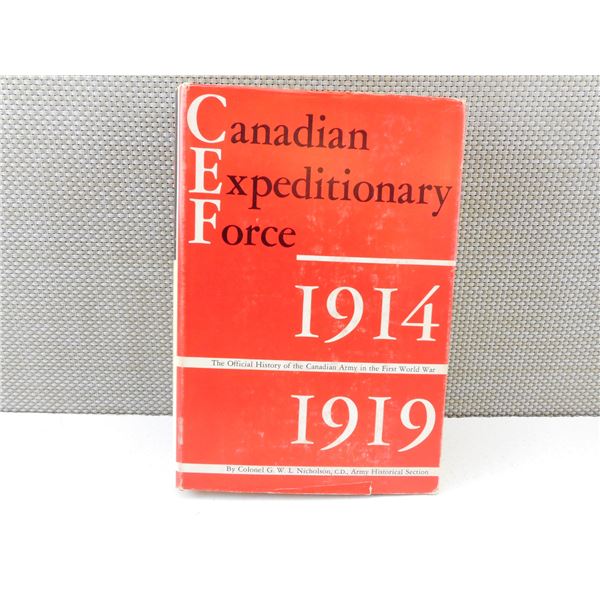 Canadian
Expeditionary
Force
1914
The Official History of the Canadian Army in the First World War
1919
By Colonel G. W. L. Nicholson, C.D., Army Historical Section